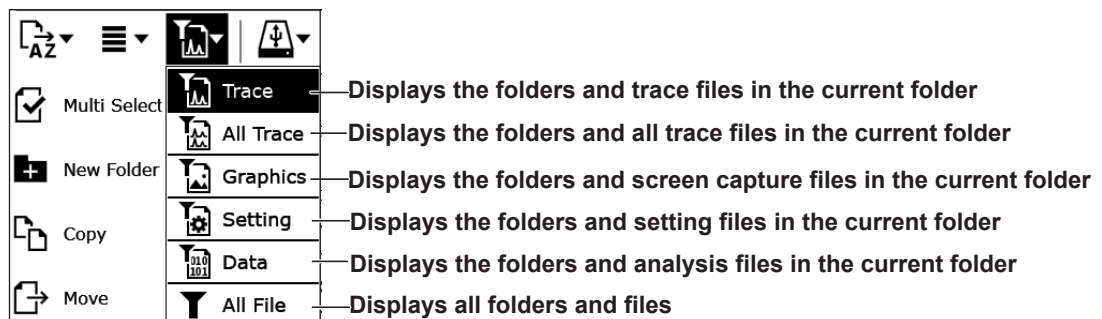 AZ
Multi Select
New Folder
Copy
Move
Trace
All Trace
Graphics
Setting
010
101
Data
All File
Displays the folders and trace files in the current folder
Displays the folders and all trace files in the current folder
Displays the folders and screen capture files in the current folder
Displays the folders and setting files in the current folder
Displays the folders and analysis files in the current folder
Displays all folders and files